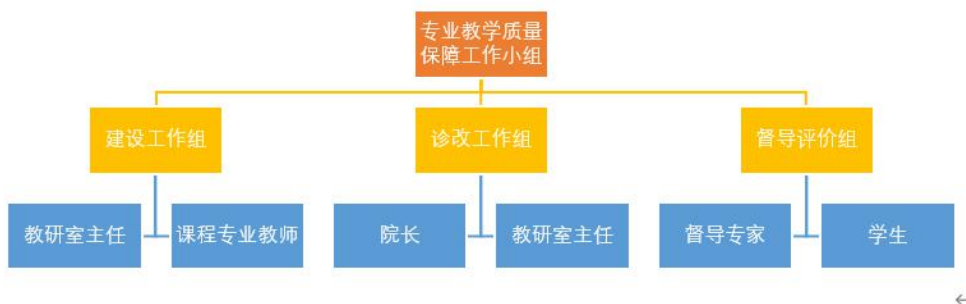 专业教学质量
保障工作小组
建设工作组
诊改工作组
督导评价组
教研室主任
课程专业教师
院长
教研室主任
督导专家
学生